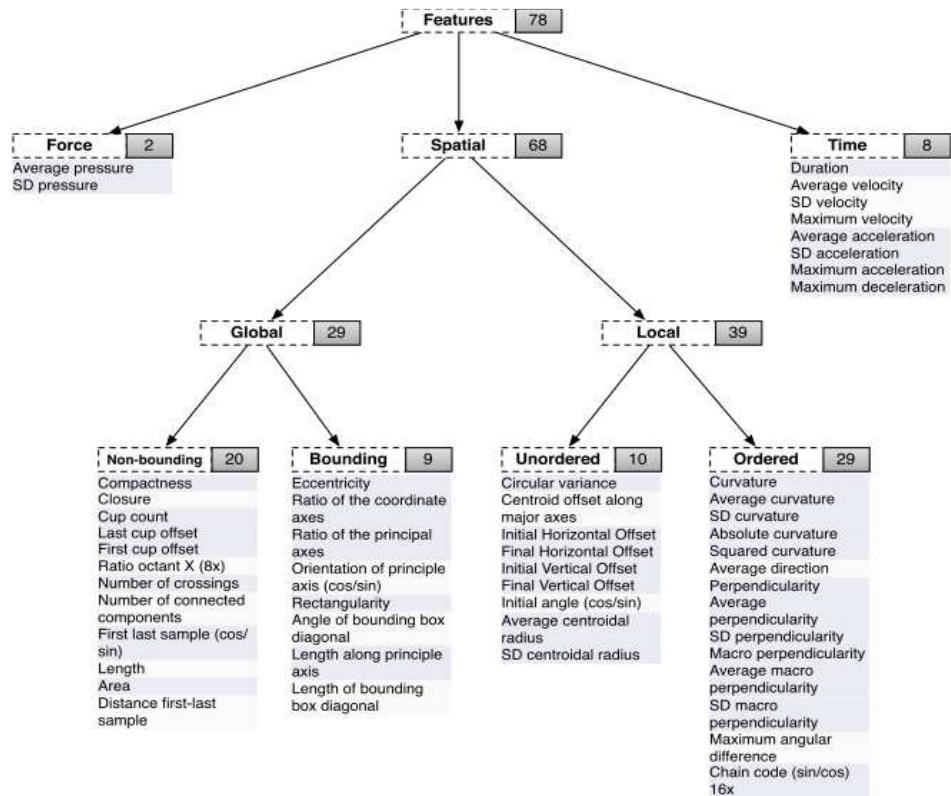 Features 78
Force 2
Average pressure
SD pressure
Spatial 68
Time 8
Duration
Average velocity
SD velocity
Maximum velocity
Average acceleration
SD acceleration
Maximum acceleration
Maximum deceleration
Global 29
Local 39
Non-bounding 20
Compactness
Closure
Cup count
Last cup offset
First cup offset
Ratio octant X (8x)
Number of crossings
Number of connected
components
First last sample (cos/
sin)
Length
Area
Distance first-last
sample
Bounding 9
Eccentricity
Ratio of the coordinate
axes
Ratio of the principal
axes
Orientation of principle
axis (cos/sin)
Rectangularity
Angle of bounding box
diagonal
Length along principle
axis
Length of bounding
box diagonal
Unordered 10
Circular variance
Centroid offset along
major axes
Initial Horizontal Offset
Final Horizontal Offset
Initial Vertical Offset
Final Vertical Offset
Initial angle (cos/sin)
Average centroidal
radius
SD centroidal radius
Ordered 29
Curvature
Average curvature
SD curvature
Absolute curvature
Squared curvature
Average direction
Perpendicularity
Average
perpendicularity
SD perpendicularity
Macro perpendicularity
Average macro
perpendicularity
SD macro
perpendicularity
Maximum angular
difference
Chain code (sin/cos)
16x